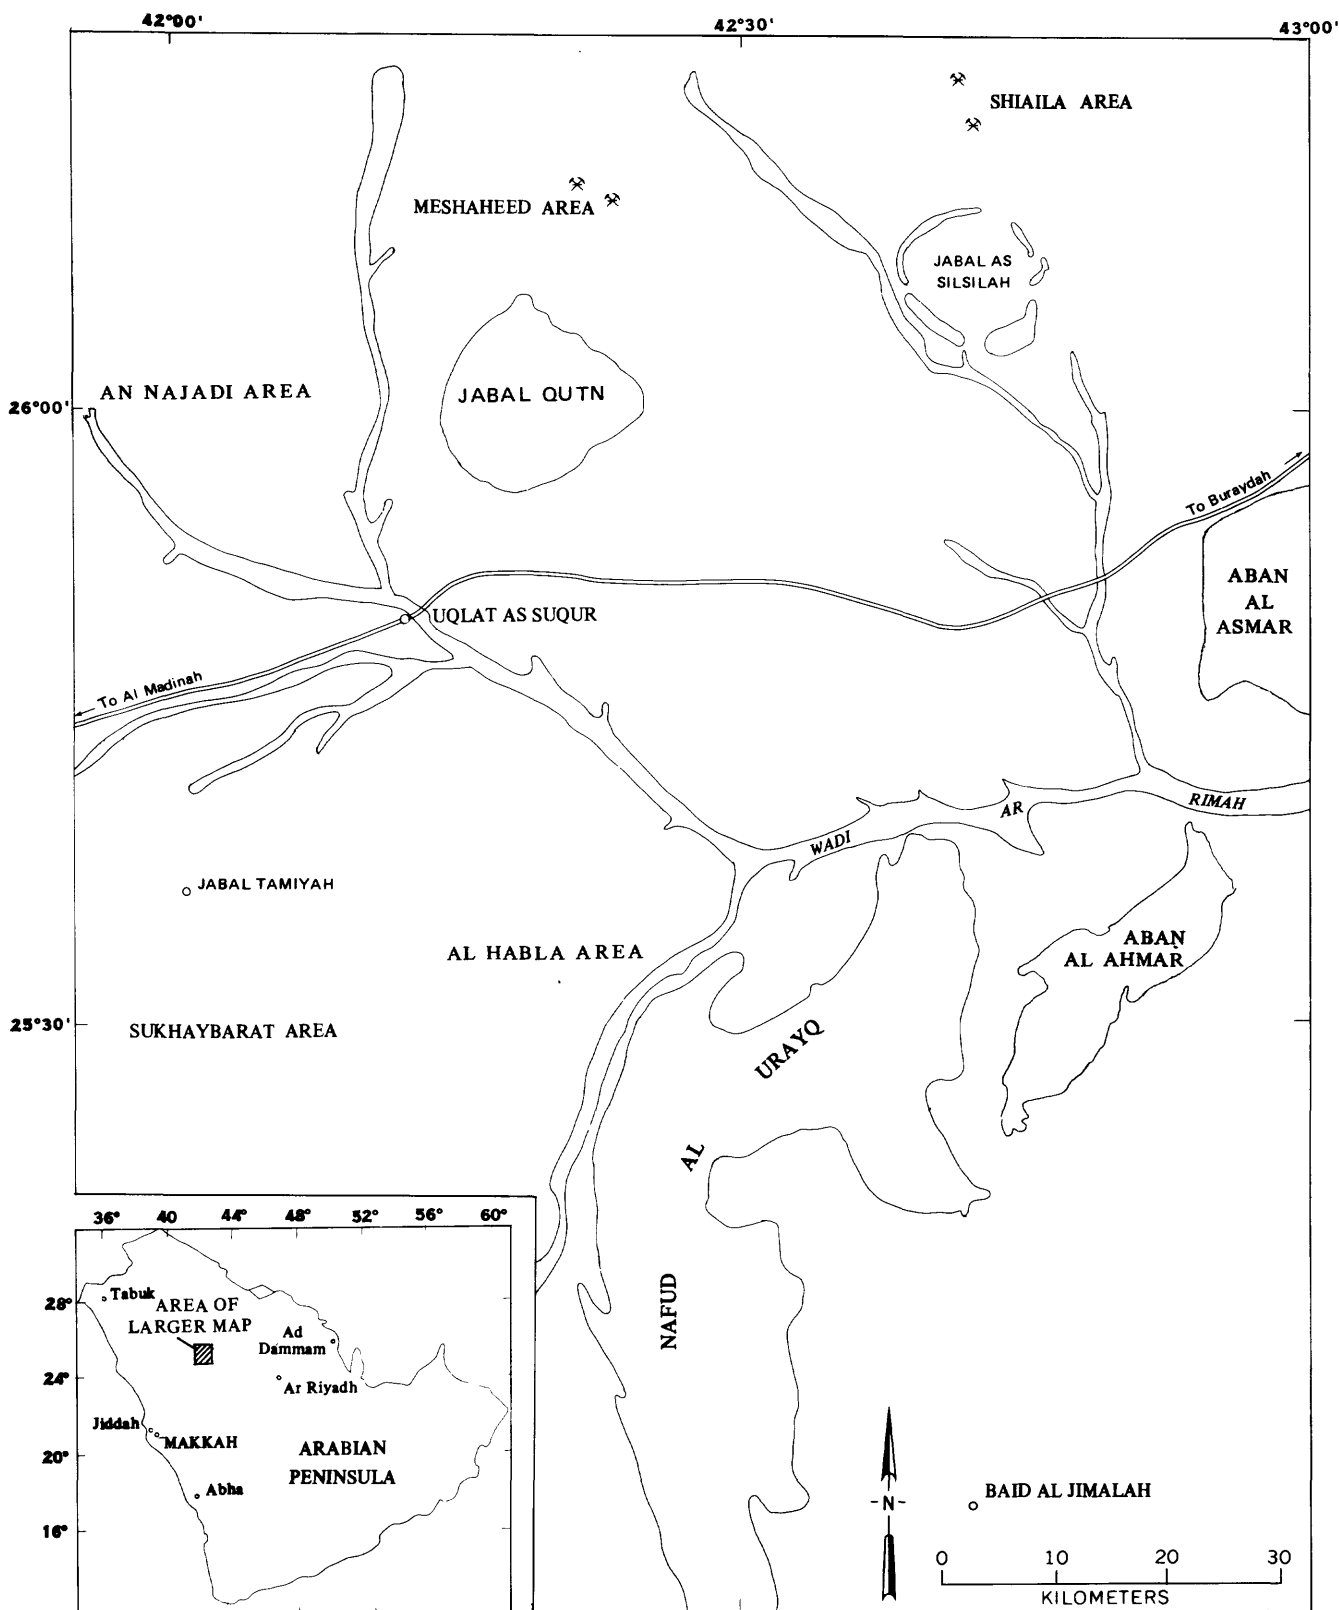 42°00'
42°30'
43°00'
SHIAILA AREA
MESHAHEED AREA
JABAL AS
SILSILAH
AN NAJADI AREA
JABAL QUTN
26°00'
To Buraydah
ABAN
AL
ASMAR
UQLAT AS SUQUR
To Al Madinah
WADI AR RIMAH
JABAL TAMIYAH
AL HABLA AREA
ABAN
AL AHMAR
25°30'
SUKHAYBARAT AREA
NAFUD AL URAYQ
36° 40 44° 48° 52° 56° 60°
28°
24°
20°
16°
Tabuk
AREA OF
LARGER MAP
Ad
Dammam
Ar Riyadh
Jiddah
MAKKAH
ARABIAN
PENINSULA
Abha
-N-
BAID AL JIMALAH
0 10 20 30
KILOMETERS